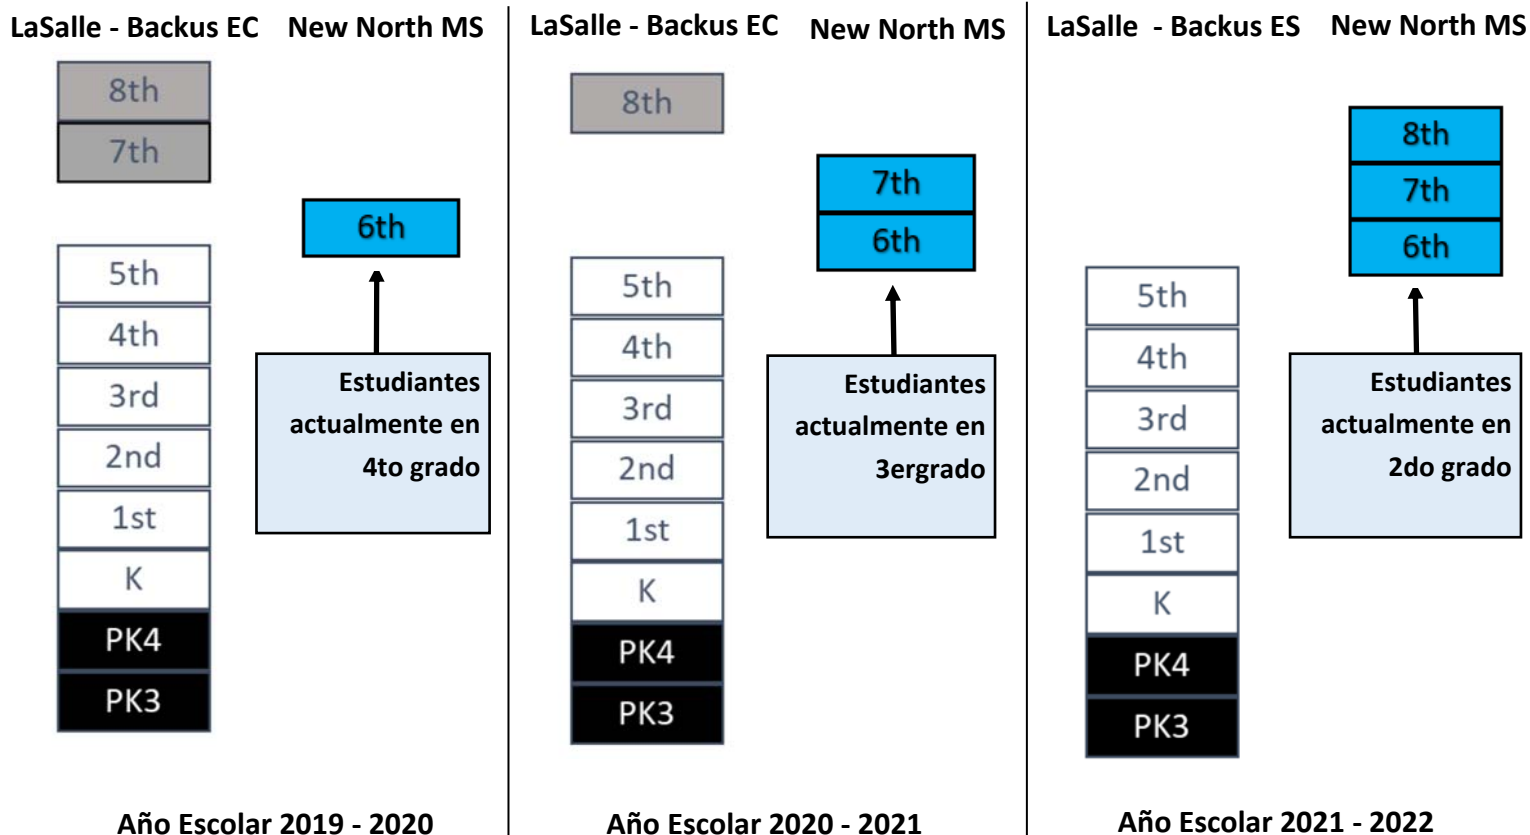 LaSalle - Backus EC
New North MS
8th
7th
6th
5th
4th
3rd
2nd
1st
K
PK4
PK3
Estudiantes
actualmente en
4to grado
Año Escolar 2019 - 2020
LaSalle - Backus EC
New North MS
8th
7th
6th
5th
4th
3rd
2nd
1st
K
PK4
PK3
Estudiantes
actualmente en
3ergrado
Año Escolar 2020 - 2021
LaSalle - Backus ES
New North MS
8th
7th
6th
5th
4th
3rd
2nd
1st
K
PK4
PK3
Estudiantes
actualmente en
2do grado
Año Escolar 2021 - 2022